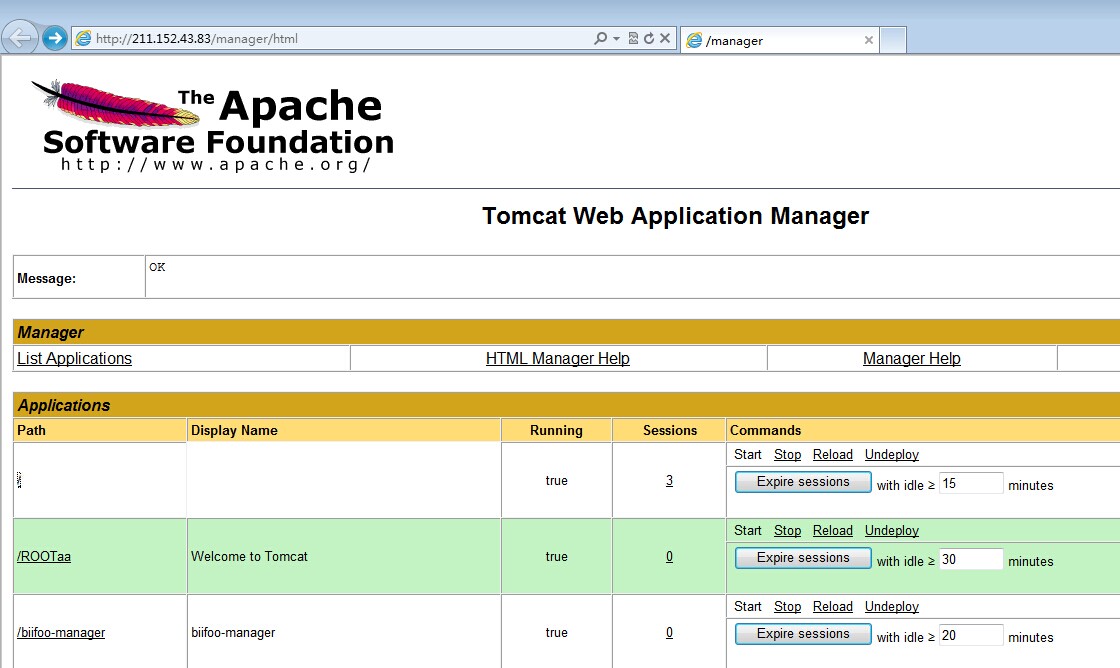 http://211.152.43.83/manager/html
/manager
The Apache
Software Foundation
http://www.apache.org/
Tomcat Web Application Manager
Message:
OK
Manager
List Applications HTML Manager Help Manager Help
Applications
Path Display Name Running Sessions Commands
Start Stop Reload Undeploy
/ true 3
Expire sessions with idle ≥ 15 minutes
Start Stop Reload Undeploy
/ROOTaa Welcome to Tomcat true 0
Expire sessions with idle ≥ 30 minutes
Start Stop Reload Undeploy
/biifoo-manager biifoo-manager true 0
Expire sessions with idle ≥ 20 minutes